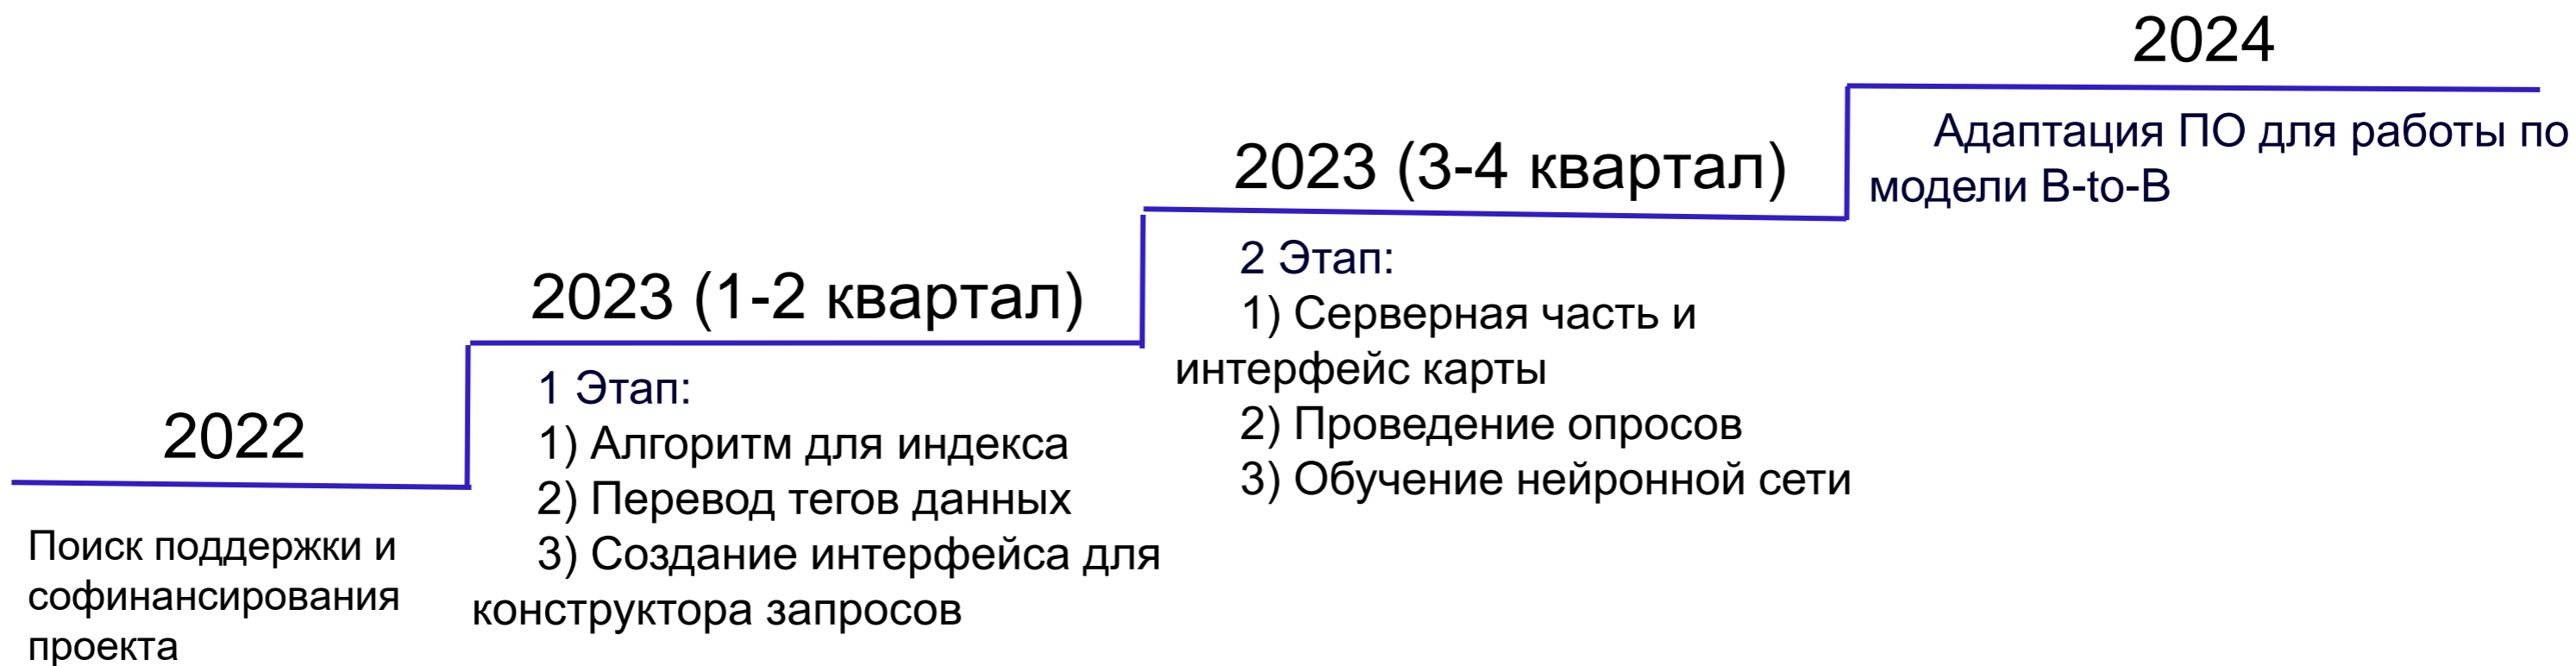 2022
Поиск поддержки и
софинансирования
проекта
2023 (1-2 квартал)
1 Этап:
1) Алгоритм для индекса
2) Перевод тегов данных
3) Создание интерфейса для
конструктора запросов
2023 (3-4 квартал)
2 Этап:
1) Серверная часть и
интерфейс карты
2) Проведение опросов
3) Обучение нейронной сети
2024
Адаптация ПО для работы по
модели B-to-B